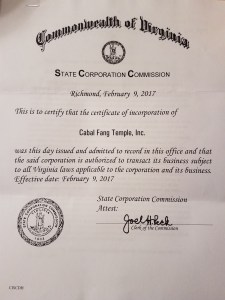 Commonwealth of Virginia
STATE CORPORATION COMMISSION
Richmond, February 9, 2017
This is to certify that the certificate of incorporation of
Cabal Fang Temple, Inc.
was this day issued and admitted to record in this office and that
the said corporation is authorized to transact its business subject
to all Virginia laws applicable to the corporation and its business.
Effective date: February 9, 2017
State Corporation Commission
Attest:
Joel H. Peck
Clerk of the Commission